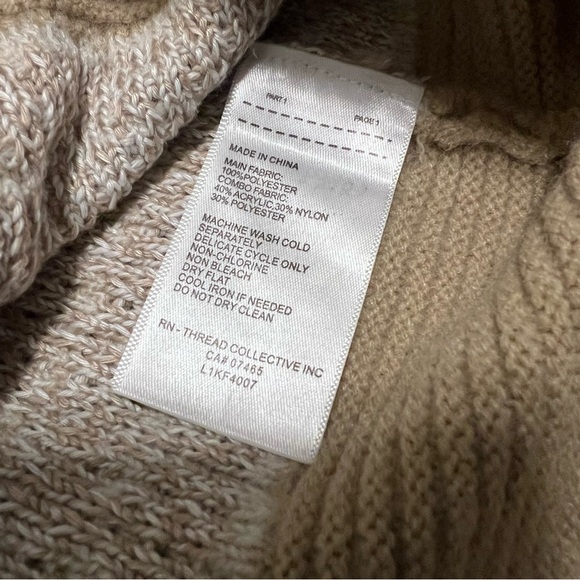 PART 1 PAGE 1
MADE IN CHINA
MAIN FABRIC:
100%POLYESTER
COMBO FABRIC:
40% ACRYLIC,30% NYLON
30% POLYESTER
MACHINE WASH COLD
SEPARATELY
DELICATE CYCLE ONLY
NON-CHLORINE
NON BLEACH
DRY FLAT
COOL IRON IF NEEDED
DO NOT DRY CLEAN
RN - THREAD COLLECTIVE INC
CA# 07465
L1KF4007